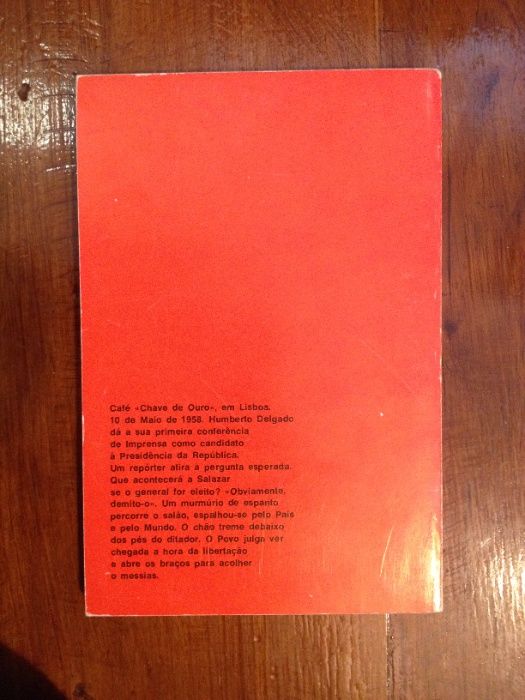 Café «Chave de Ouro», em Lisboa.
10 de Maio de 1958. Humberto Delgado
dá a sua primeira conferência
de Imprensa como candidato
à Presidência da República.
Um repórter atira a pergunta esperada.
Que acontecerá a Salazar
se o general for eleito? «Obviamente,
demito-o». Um murmúrio de espanto
percorre o salão, espalhou-se pelo País
e pelo Mundo. O chão treme debaixo
dos pés do ditador. O Povo julga ver
chegada a hora da libertação
e abre os braços para acolher
o messias.